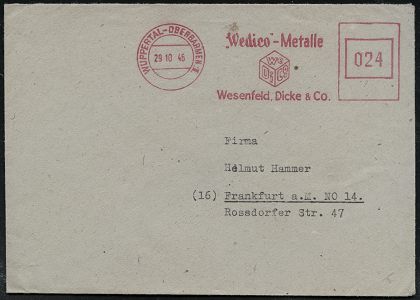 WUPPERTAL-OBERBARMEN
29 10 46
"Wedico"-Metalle
Wesenfeld, Dicke & Co.
024
Firma
Helmut Hammer
(16) Frankfurt a.M. NO 14.
Rossdorfer Str. 47